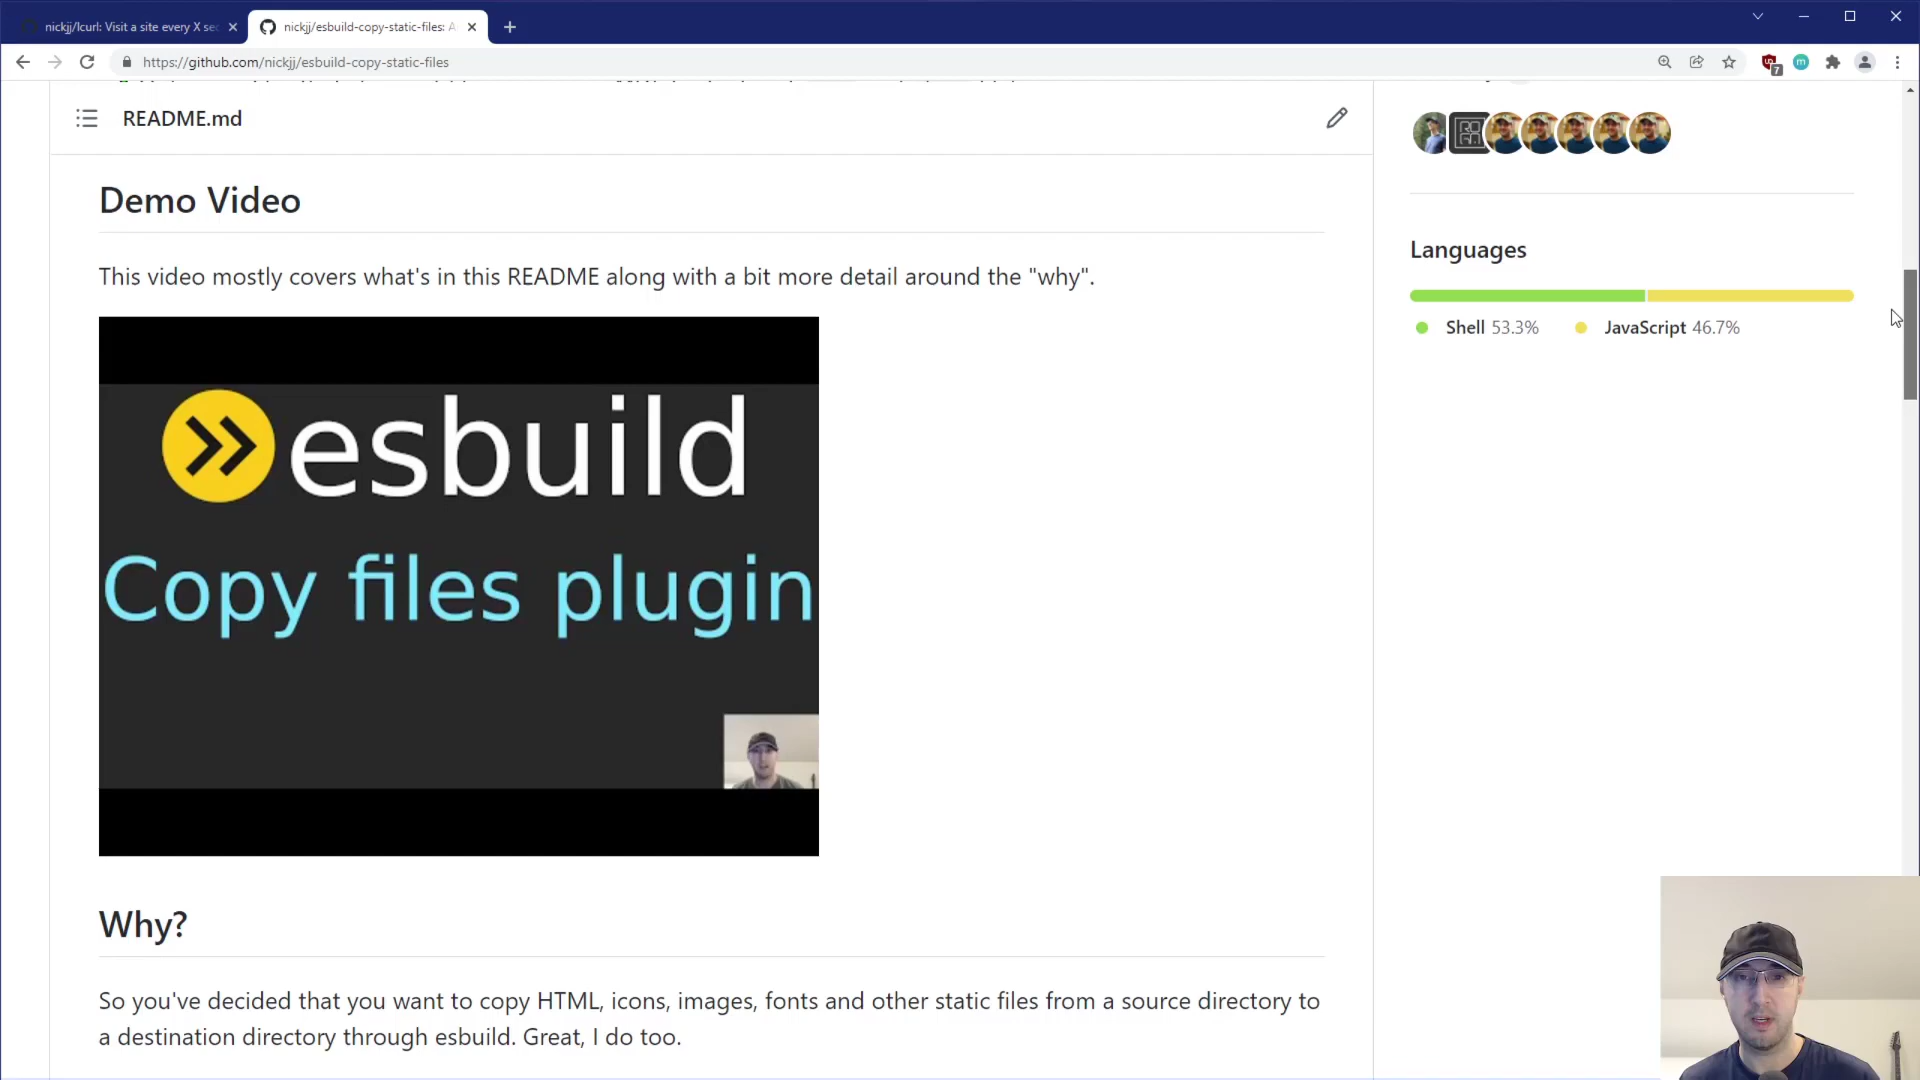 nickjj/lcurl: Visit a site every X sec
nickjj/esbuild-copy-static-files: A
https://github.com/nickjj/esbuild-copy-static-files
7
m
README.md
Demo Video
This video mostly covers what's in this README along with a bit more detail around the "why".
esbuild
Copy files plugin
Why?
So you've decided that you want to copy HTML, icons, images, fonts and other static files from a source directory to
a destination directory through esbuild. Great, I do too.
Languages
Shell 53.3%
JavaScript 46.7%